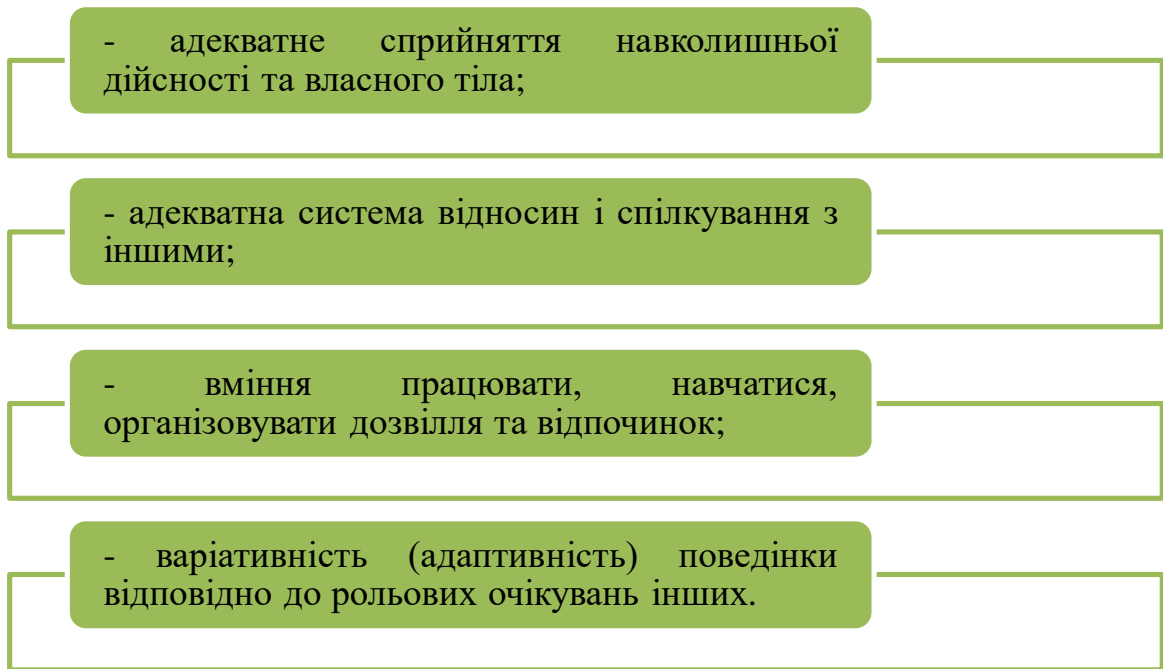 - адекватне сприйняття навколишньої
дійсності та власного тіла;
- адекватна система відносин і спілкування з
іншими;
- вміння працювати, навчатися,
організовувати дозвілля та відпочинок;
- варіативність (адаптивність) поведінки
відповідно до рольових очікувань інших.